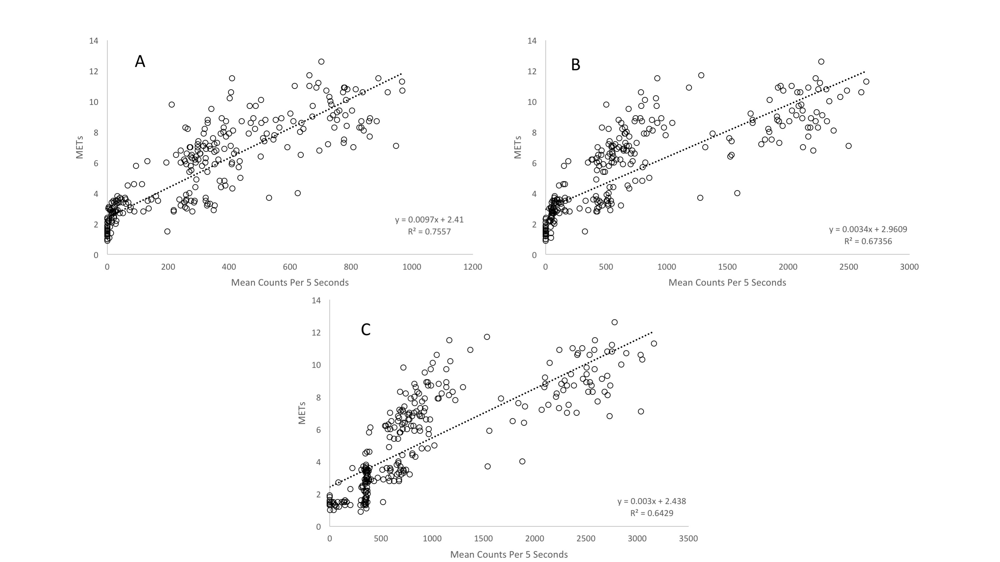 A
14
12
10
8
6
4
2
0
METs
0 200 400 600 800 1000 1200
Mean Counts Per 5 Seconds
y = 0.0097x + 2.41
R² = 0.7557
B
14
12
10
8
6
4
2
0
METs
0 500 1000 1500 2000 2500 3000
Mean Counts Per 5 Seconds
y = 0.0034x + 2.9609
R² = 0.67356
C
14
12
10
8
6
4
2
0
METs
0 500 1000 1500 2000 2500 3000 3500
Mean Counts Per 5 Seconds
y = 0.003x + 2.438
R² = 0.6429